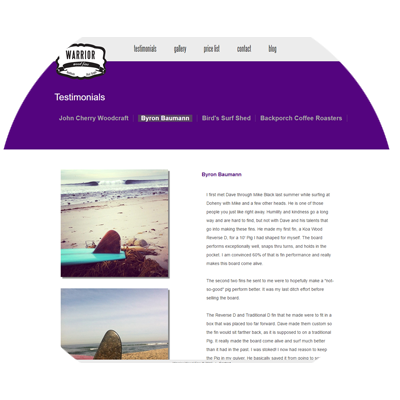 WARRIOR
testimonials gallery price list contact blog
Testimonials
John Cherry Woodcraft Byron Baumann Bird's Surf Shed Backporch Coffee Roasters
Byron Baumann
I first met Dave through Mike Black last summer while surfing at
Doheny with Mike and a few other heads. He is one of those
people you just like right away. Humility and kindness go a long
way and are hard to find, but not with Dave and his talents that
go into making these fins. He made my first fin, a Koa Wood
Reverse D, for a 10' Pig I had shaped for myself. The board
performs exceptionally well, snaps thru turns, and holds in the
pocket. I am convinced 60% of that is fin performance and really
makes this board come alive.
The second two fins he sent to me were to hopefully make a "not-
so-good" pig perform better. It was my last ditch effort before
selling the board.
The Reverse D and Traditional D fin that he made were to fit in a
box that was placed too far forward. Dave made them custom so
the fin would sit farther back, as it is supposed to on a traditional
Pig. It really made the board come alive and surf much better
than it had in the past. I was stoked! I now had reason to keep
the Pig in my quiver. He basically saved it from going to